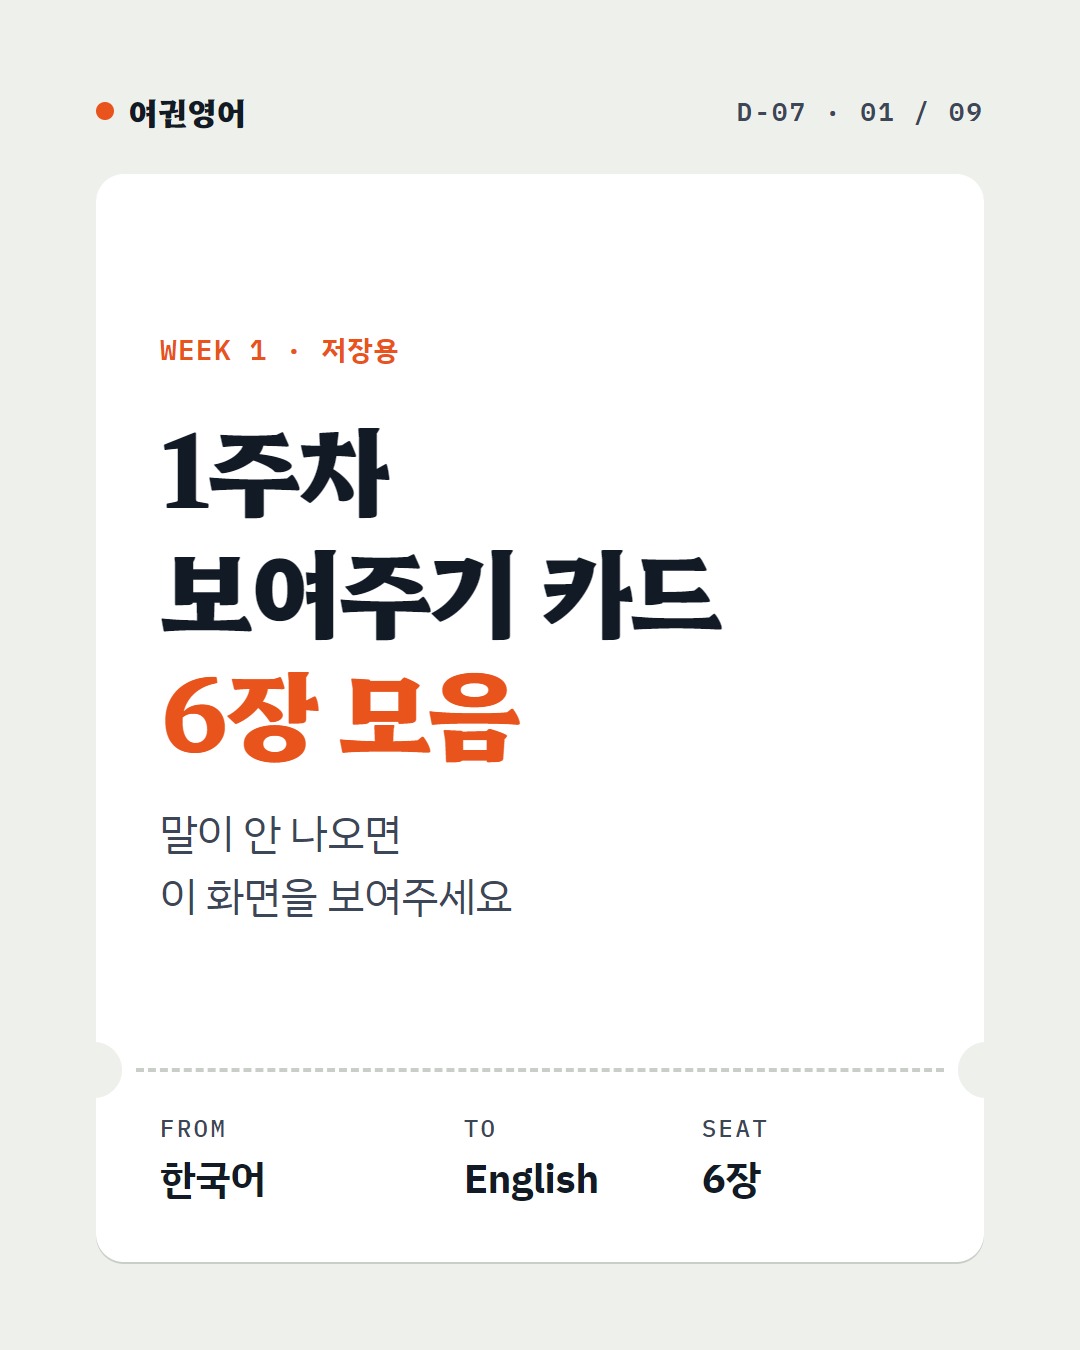 여권영어
D-07 · 01 / 09
WEEK 1 · 저장용
1주차
보여주기 카드
6장 모음
말이 안 나오면
이 화면을 보여주세요
FROM
TO
SEAT
한국어
English
6장